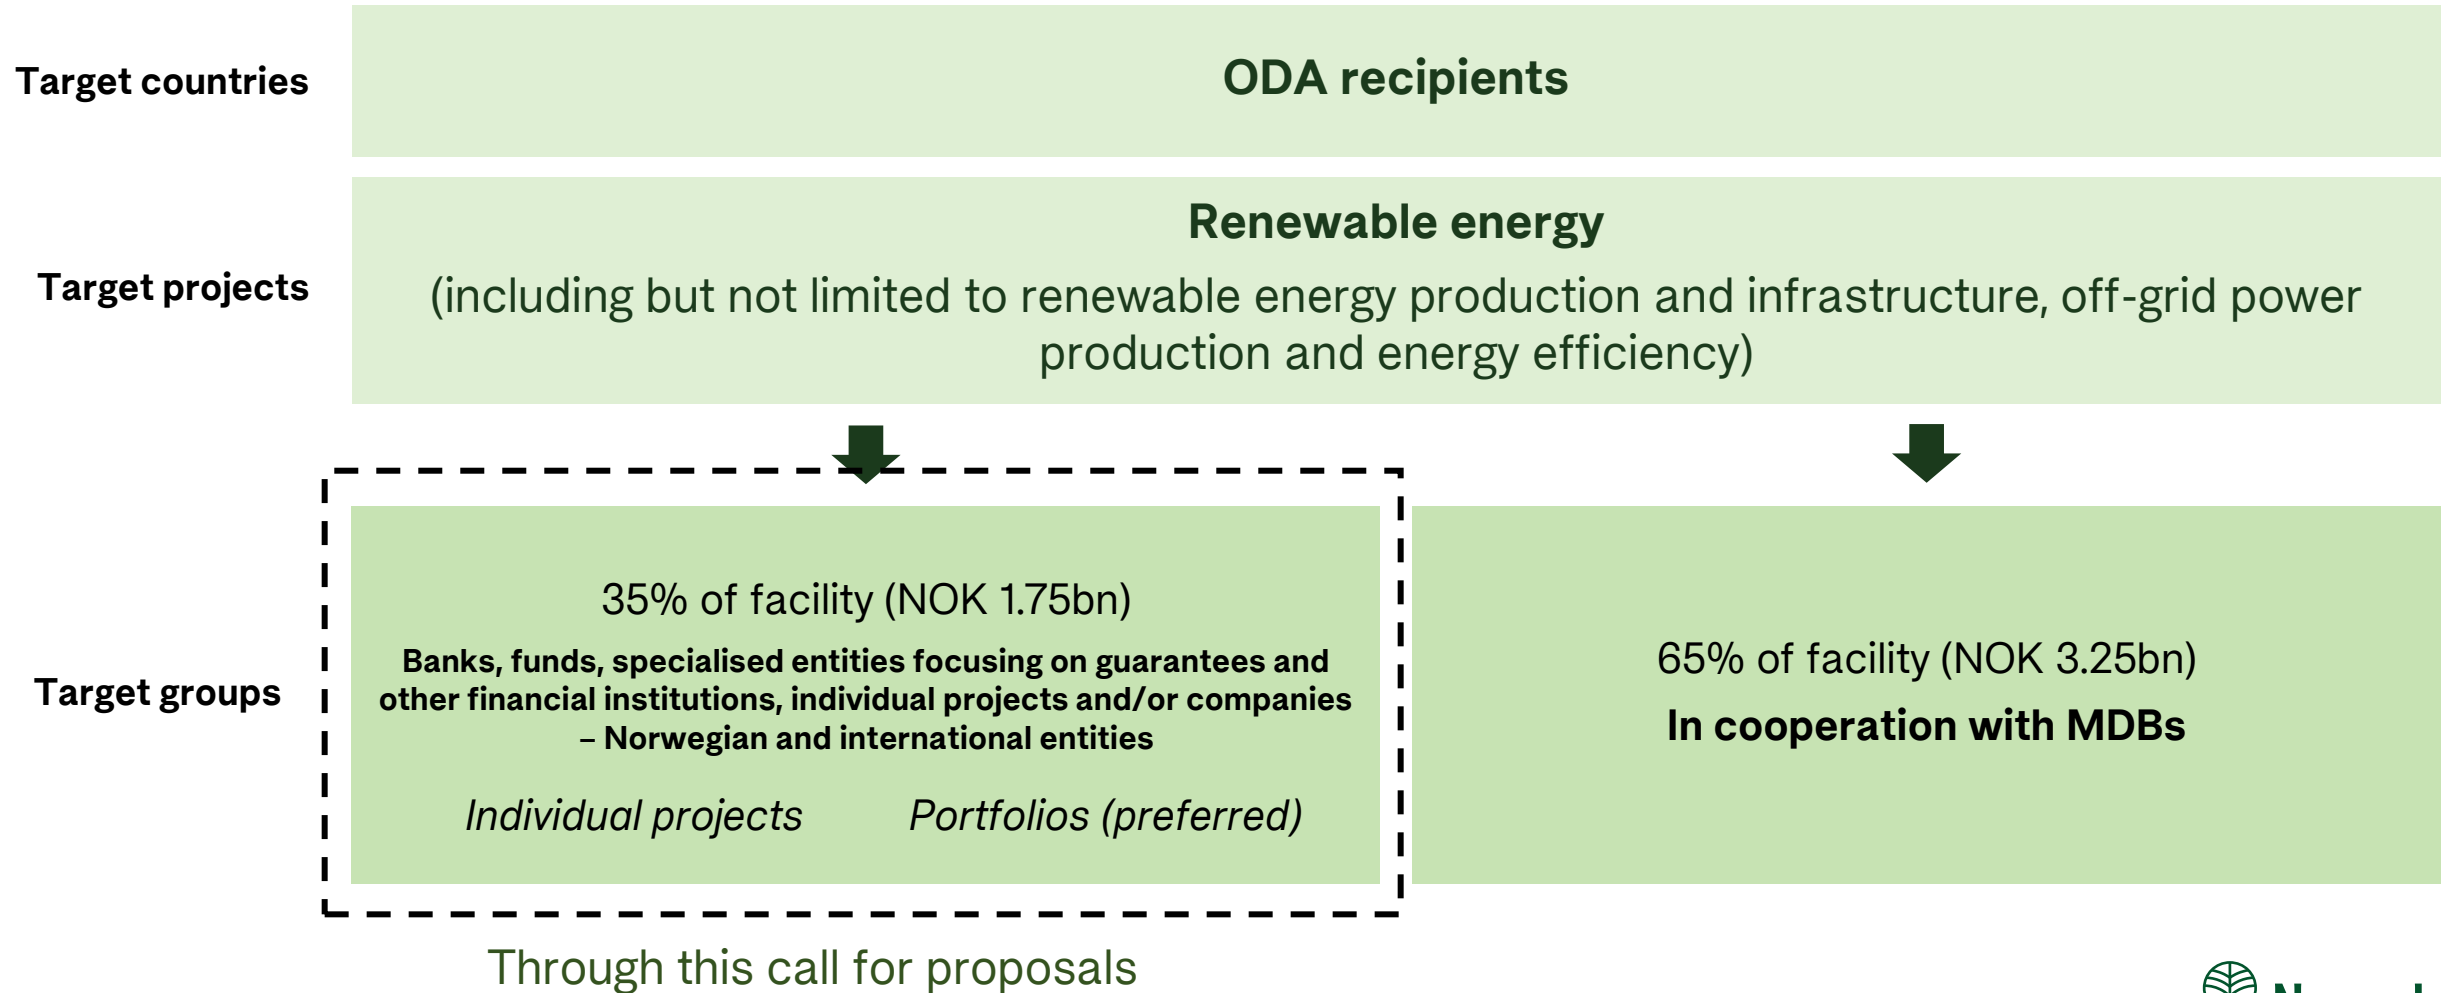 Target countries
ODA recipients
Target projects
Renewable energy
(including but not limited to renewable energy production and infrastructure, off-grid power
production and energy efficiency)
Target groups
35% of facility (NOK 1.75bn)
Banks, funds, specialised entities focusing on guarantees and
other financial institutions, individual projects and/or companies
– Norwegian and international entities
Individual projects
Portfolios (preferred)
65% of facility (NOK 3.25bn)
In cooperation with MDBs
Through this call for proposals